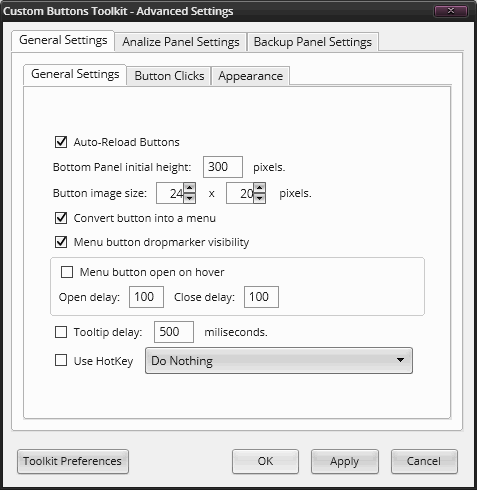 Custom Buttons Toolkit - Advanced Settings
General Settings Analize Panel Settings Backup Panel Settings
General Settings Button Clicks Appearance
Auto-Reload Buttons
Bottom Panel initial height: 300 pixels.
Button image size: 24 x 20 pixels.
Convert button into a menu
Menu button dropmarker visibility
Menu button open on hover
Open delay: 100 Close delay: 100
Tooltip delay: 500 miliseconds.
Use HotKey Do Nothing
Toolkit Preferences OK Apply Cancel